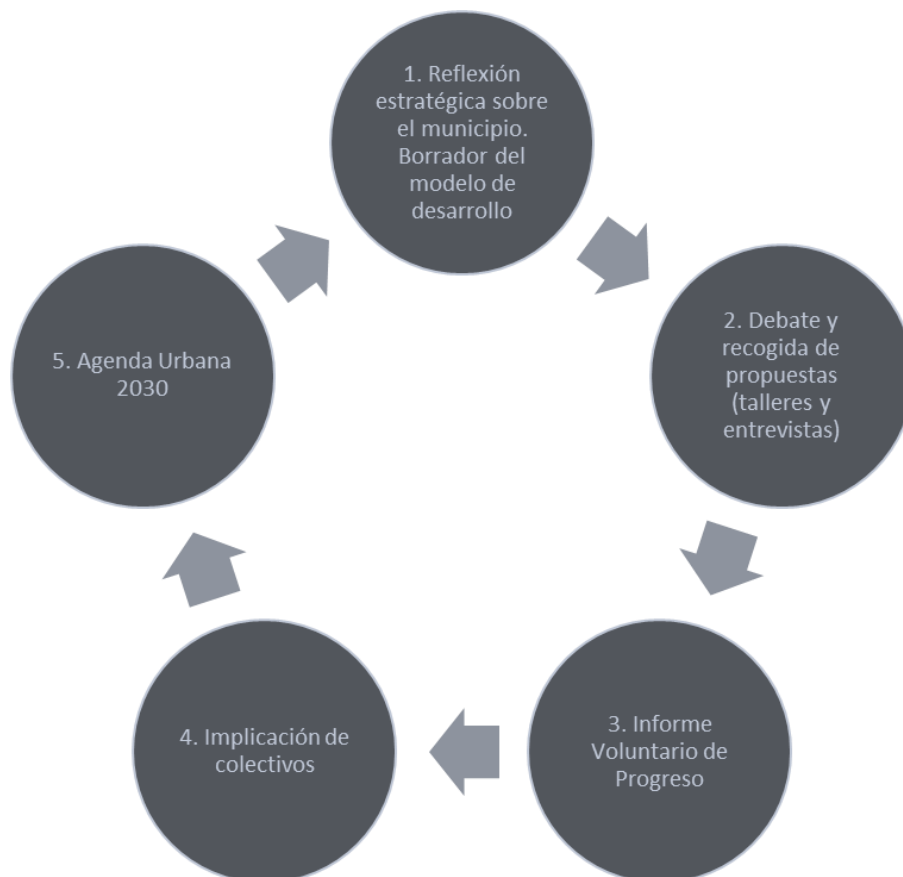 1. Reflexión
estratégica sobre
el municipio.
Borrador del
modelo de
desarrollo
2. Debate y
recogida de
propuestas
(talleres y
entrevistas)
3. Informe
Voluntario de
Progreso
4. Implicación de
colectivos
5. Agenda Urbana
2030